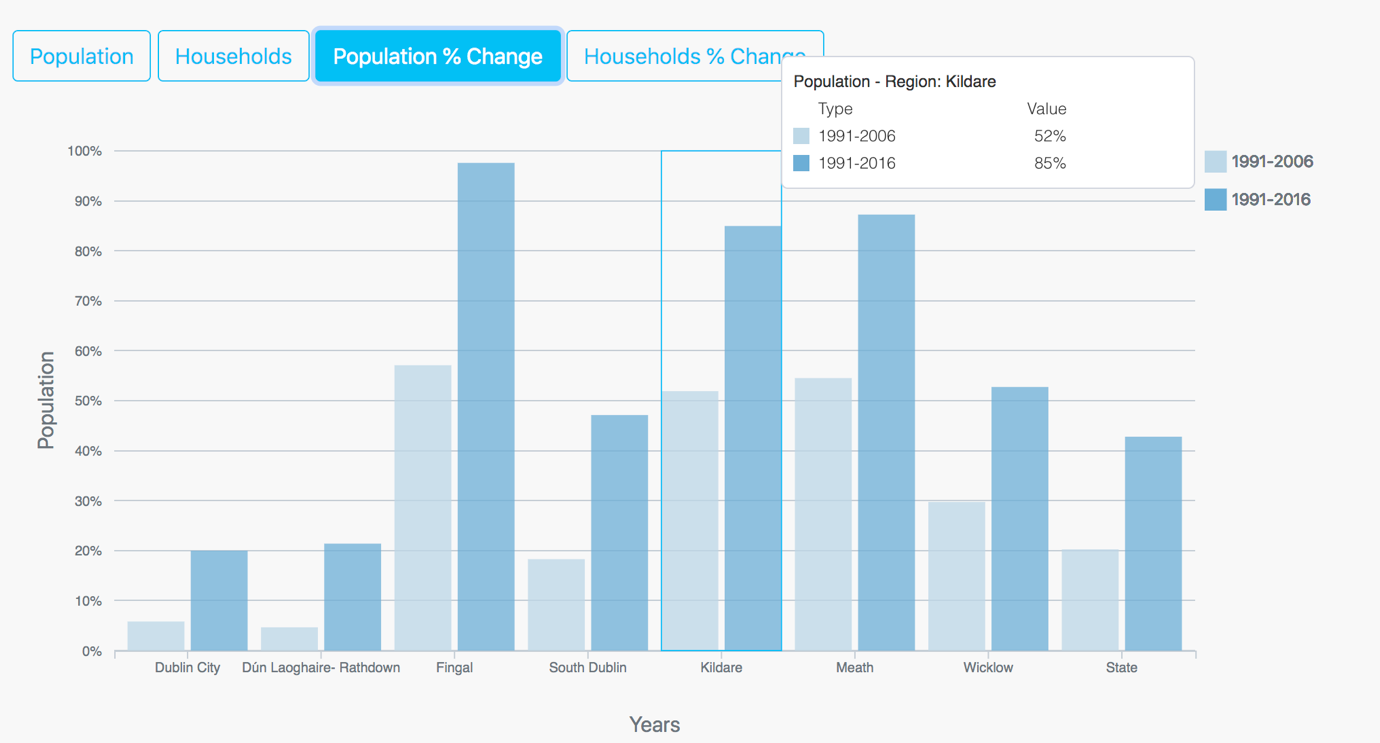 Population Households Population % Change Households % Change
Population - Region: Kildare
Type Value
1991-2006 52%
1991-2016 85%
1991-2006
1991-2016
100%
90%
80%
70%
60%
50%
40%
30%
20%
10%
0%
Population
Dublin City Dún Laoghaire- Rathdown Fingal South Dublin Kildare Meath Wicklow State
Years